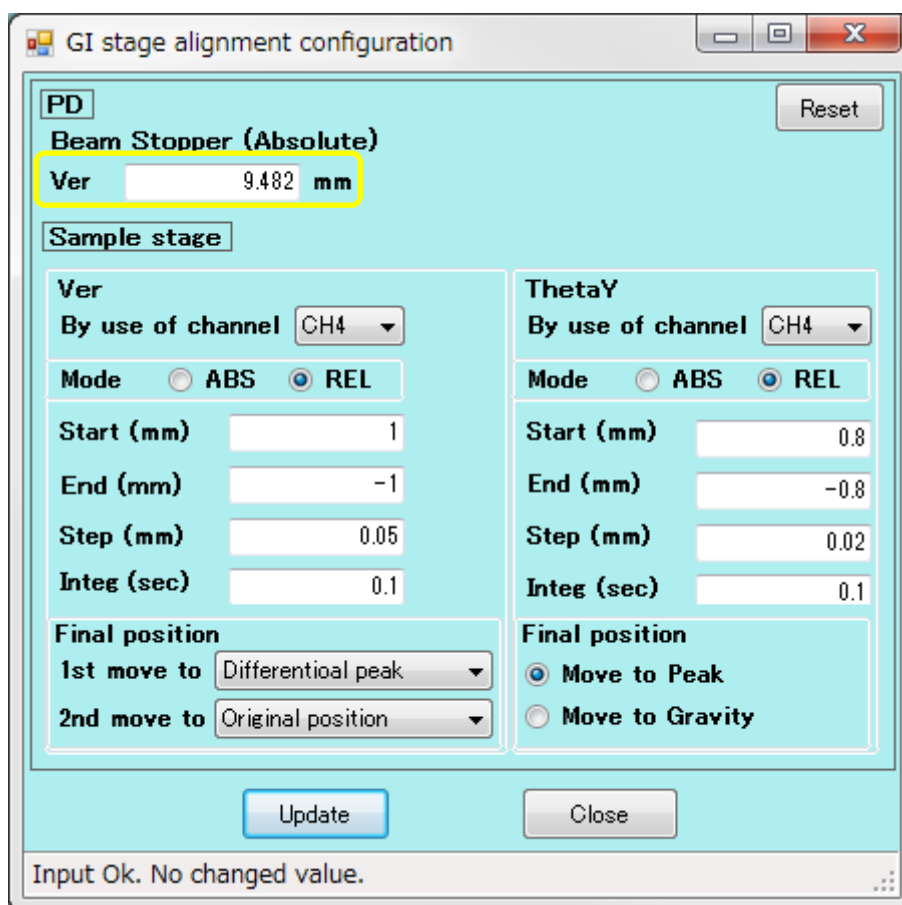 GI stage alignment configuration
PD
Reset
Beam Stopper (Absolute)
Ver 9.482 mm
Sample stage
Ver
By use of channel CH4
Mode ABS REL
Start (mm) 1
End (mm) -1
Step (mm) 0.05
Integ (sec) 0.1
Final position
1st move to Differentioal peak
2nd move to Original position
ThetaY
By use of channel CH4
Mode ABS REL
Start (mm) 0.8
End (mm) -0.8
Step (mm) 0.02
Integ (sec) 0.1
Final position
Move to Peak
Move to Gravity
Update Close
Input Ok. No changed value.